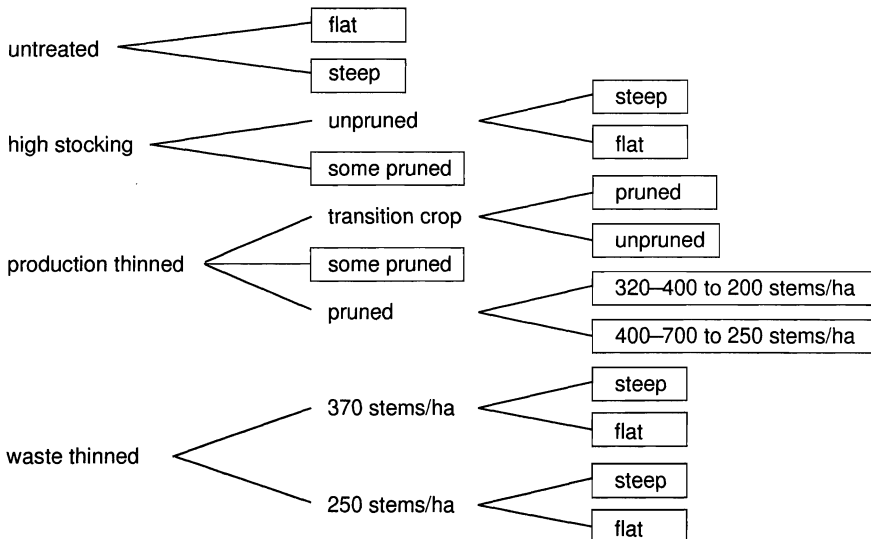 untreated
flat
steep
high stocking
unpruned
steep
flat
some pruned
production thinned
transition crop
pruned
unpruned
some pruned
pruned
320–400 to 200 stems/ha
400–700 to 250 stems/ha
waste thinned
370 stems/ha
steep
flat
250 stems/ha
steep
flat